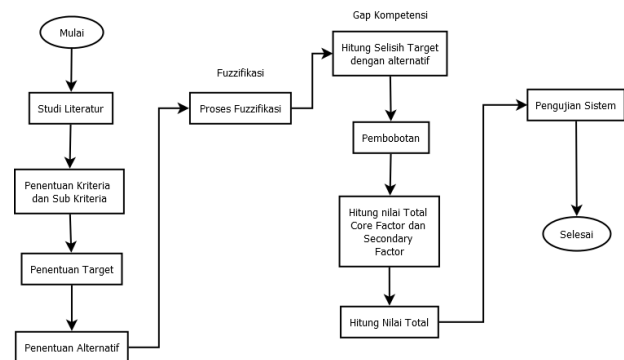 Mulai
Studi Literatur
Penentuan Kriteria
dan Sub Kriteria
Penentuan Target
Penentuan Alternatif
Fuzzifikasi
Proses Fuzzifikasi
Gap Kompetensi
Hitung Selisih Target
dengan alternatif
Pembobotan
Hitung nilai Total
Core Factor dan
Secondary
Factor
Hitung Nilai Total
Pengujian Sistem
Selesai